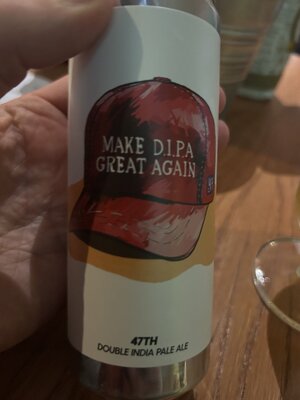 MAKE D.I.P.A
GREAT AGAIN
47TH
DOUBLE INDIA PALE ALE